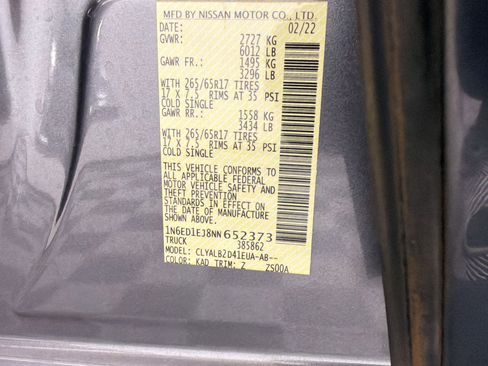 MFD BY NISSAN MOTOR CO., LTD.
DATE: 02/22
GVWR: 2727 KG
6012 LB
GAWR FR.: 1495 KG
3296 LB
WITH 265/65R17 TIRES
17 X 7.5 RIMS AT 35 PSI
COLD SINGLE
GAWR RR.: 1558 KG
3434 LB
WITH 265/65R17 TIRES
17 X 7.5 RIMS AT 35 PSI
COLD SINGLE
THIS VEHICLE CONFORMS TO
ALL APPLICABLE FEDERAL
MOTOR VEHICLE SAFETY AND
THEFT
STANDARDS IN EFFECT ON
THE DATE OF MANUFACTURE
SHOWN ABOVE.
1N6ED1EJ8NN652373
TRUCK 385862
MODEL: CLYALB2D41EUA-AB--
COLOR: KAD TRIM: Z ZS00A